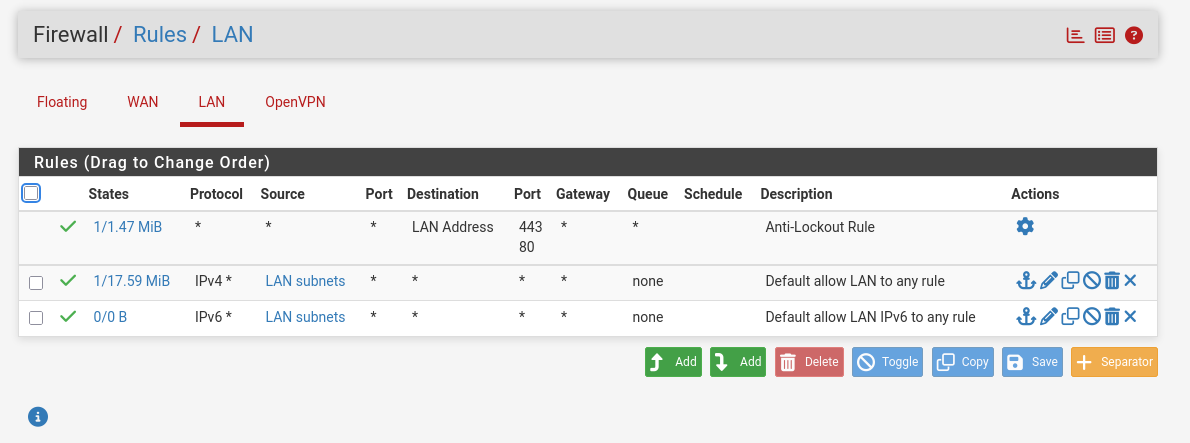 Firewall / Rules / LAN
Floating WAN LAN OpenVPN
Rules (Drag to Change Order)
States Protocol Source Port Destination Port Gateway Queue Schedule Description Actions
1/1.47 MiB * * * LAN Address 443 * * Anti-Lockout Rule
80
1/17.59 MiB IPv4 * LAN subnets * * * * none Default allow LAN to any rule
0/0 B IPv6 * LAN subnets * * * * none Default allow LAN IPv6 to any rule
Add Add Delete Toggle Copy Save Separator